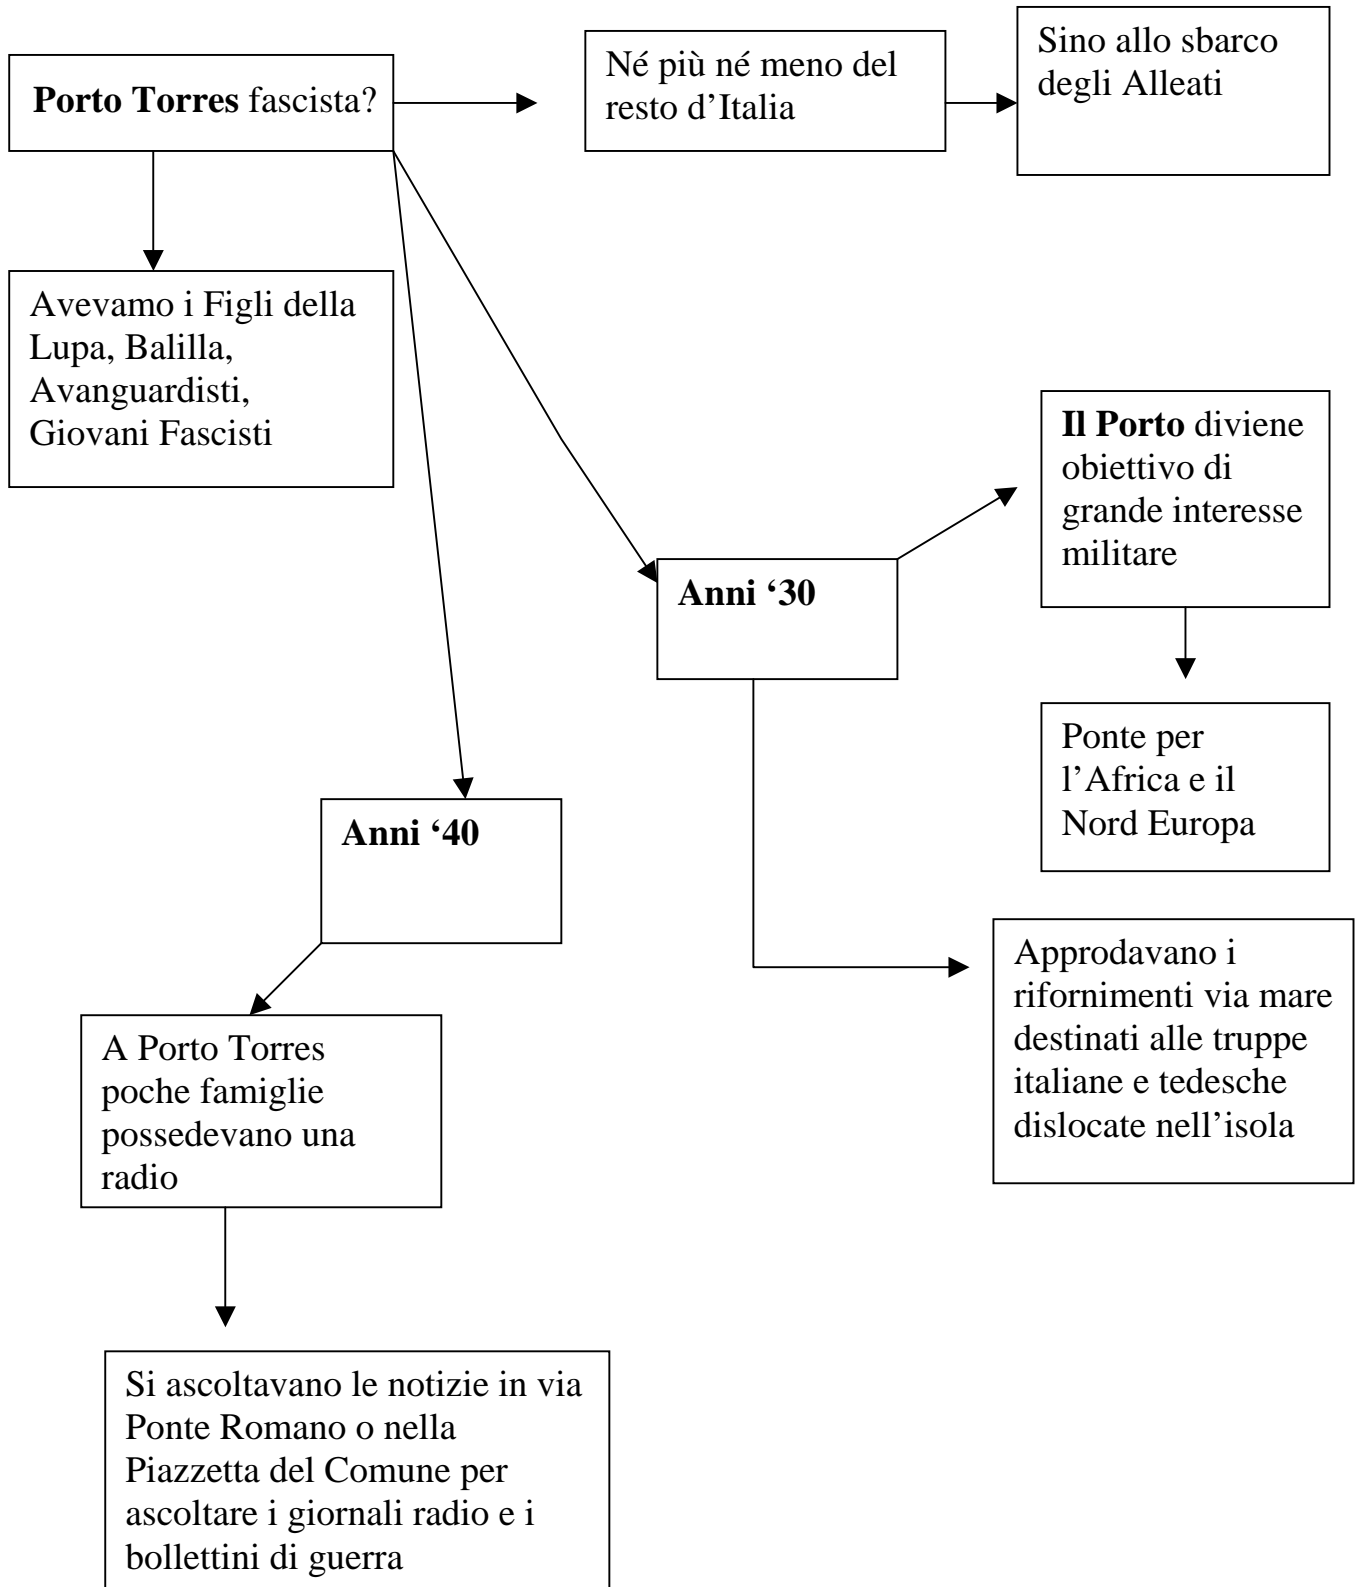 Porto Torres fascista?
Né più né meno del
resto d’Italia
Sino allo sbarco
degli Alleati
Avevamo i Figli della
Lupa, Balilla,
Avanguardisti,
Giovani Fascisti
Il Porto diviene
obiettivo di
grande interesse
militare
Anni ‘30
Ponte per
l’Africa e il
Nord Europa
Anni ‘40
Approdavano i
rifornimenti via mare
destinati alle truppe
italiane e tedesche
dislocate nell’isola
A Porto Torres
poche famiglie
possedevano una
radio
Si ascoltavano le notizie in via
Ponte Romano o nella
Piazzetta del Comune per
ascoltare i giornali radio e i
bollettini di guerra